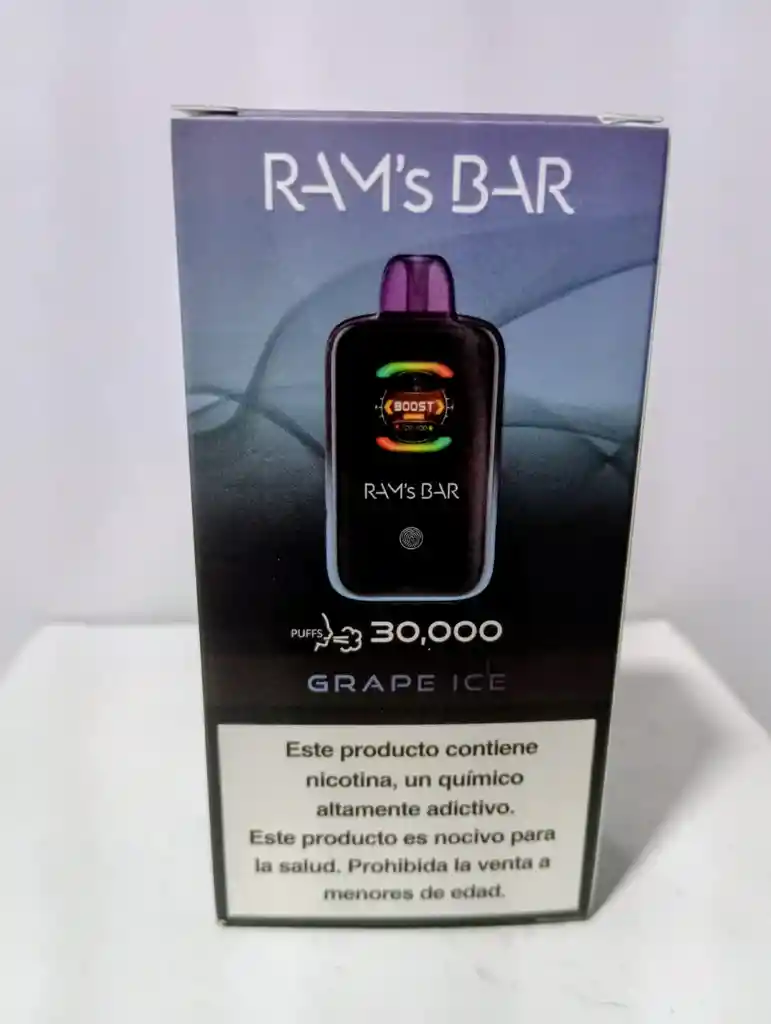 RAM's BAR
BOOST
RAM's BAR
PUFFS 30,000
GRAPE ICE
Este producto contiene
nicotina, un químico
altamente adictivo.
Este producto es nocivo para
la salud. Prohibida la venta a
menores de edad.